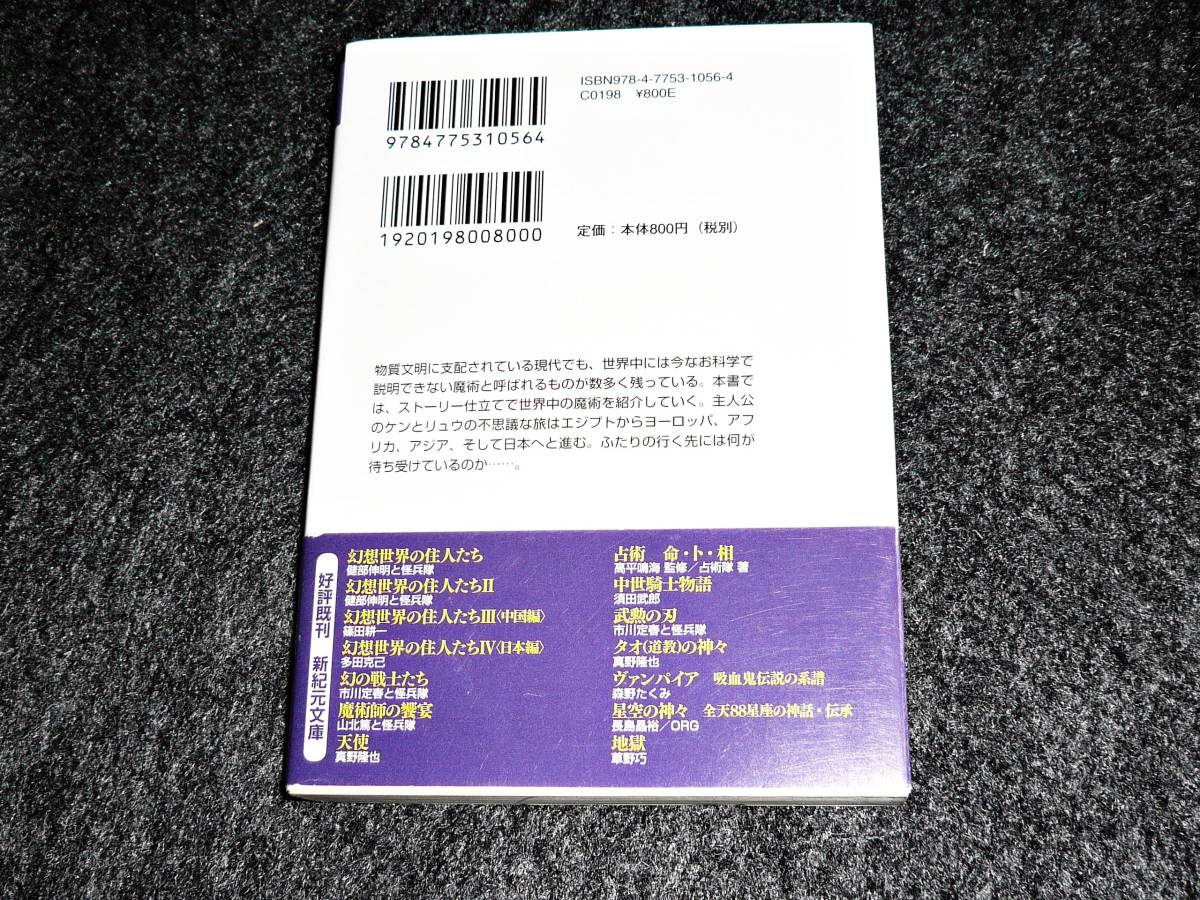 ISBN978-4-7753-1056-4
C0198 ¥800E
9784775310564
1920198008000
定価：本体800円（税別）
物質文明に支配されている現代でも、世界中には今なお科学で
説明できない魔術と呼ばれるものが数多く残っている。本書で
は、ストーリー仕立てで世界中の魔術を紹介していく。主人公
のケンとリュウの不思議な旅はエジプトからヨーロッパ、アフ
リカ、アジア、そして日本へと進む。ふたりの行く先には何が
待ち受けているのか……。
好評既刊 新紀元文庫
幻想世界の住人たち
健部伸明と怪兵隊
幻想世界の住人たちⅡ
健部伸明と怪兵隊
幻想世界の住人たちⅢ〈中国編〉
篠田耕一
幻想世界の住人たちⅣ〈日本編〉
多田克己
幻の戦士たち
市川定春と怪兵隊
魔術師の饗宴
山北篤と怪兵隊
天使
真野隆也
占術 命・卜・相
高平鳴海 監修／占術隊 著
中世騎士物語
須田武郎
武勲の刃
市川定春と怪兵隊
タオ(道教)の神々
真野隆也
ヴァンパイア 吸血鬼伝説の系譜
森野たくみ
星空の神々 全天88星座の神話・伝承
長島晶裕／ORG
地獄
草野巧